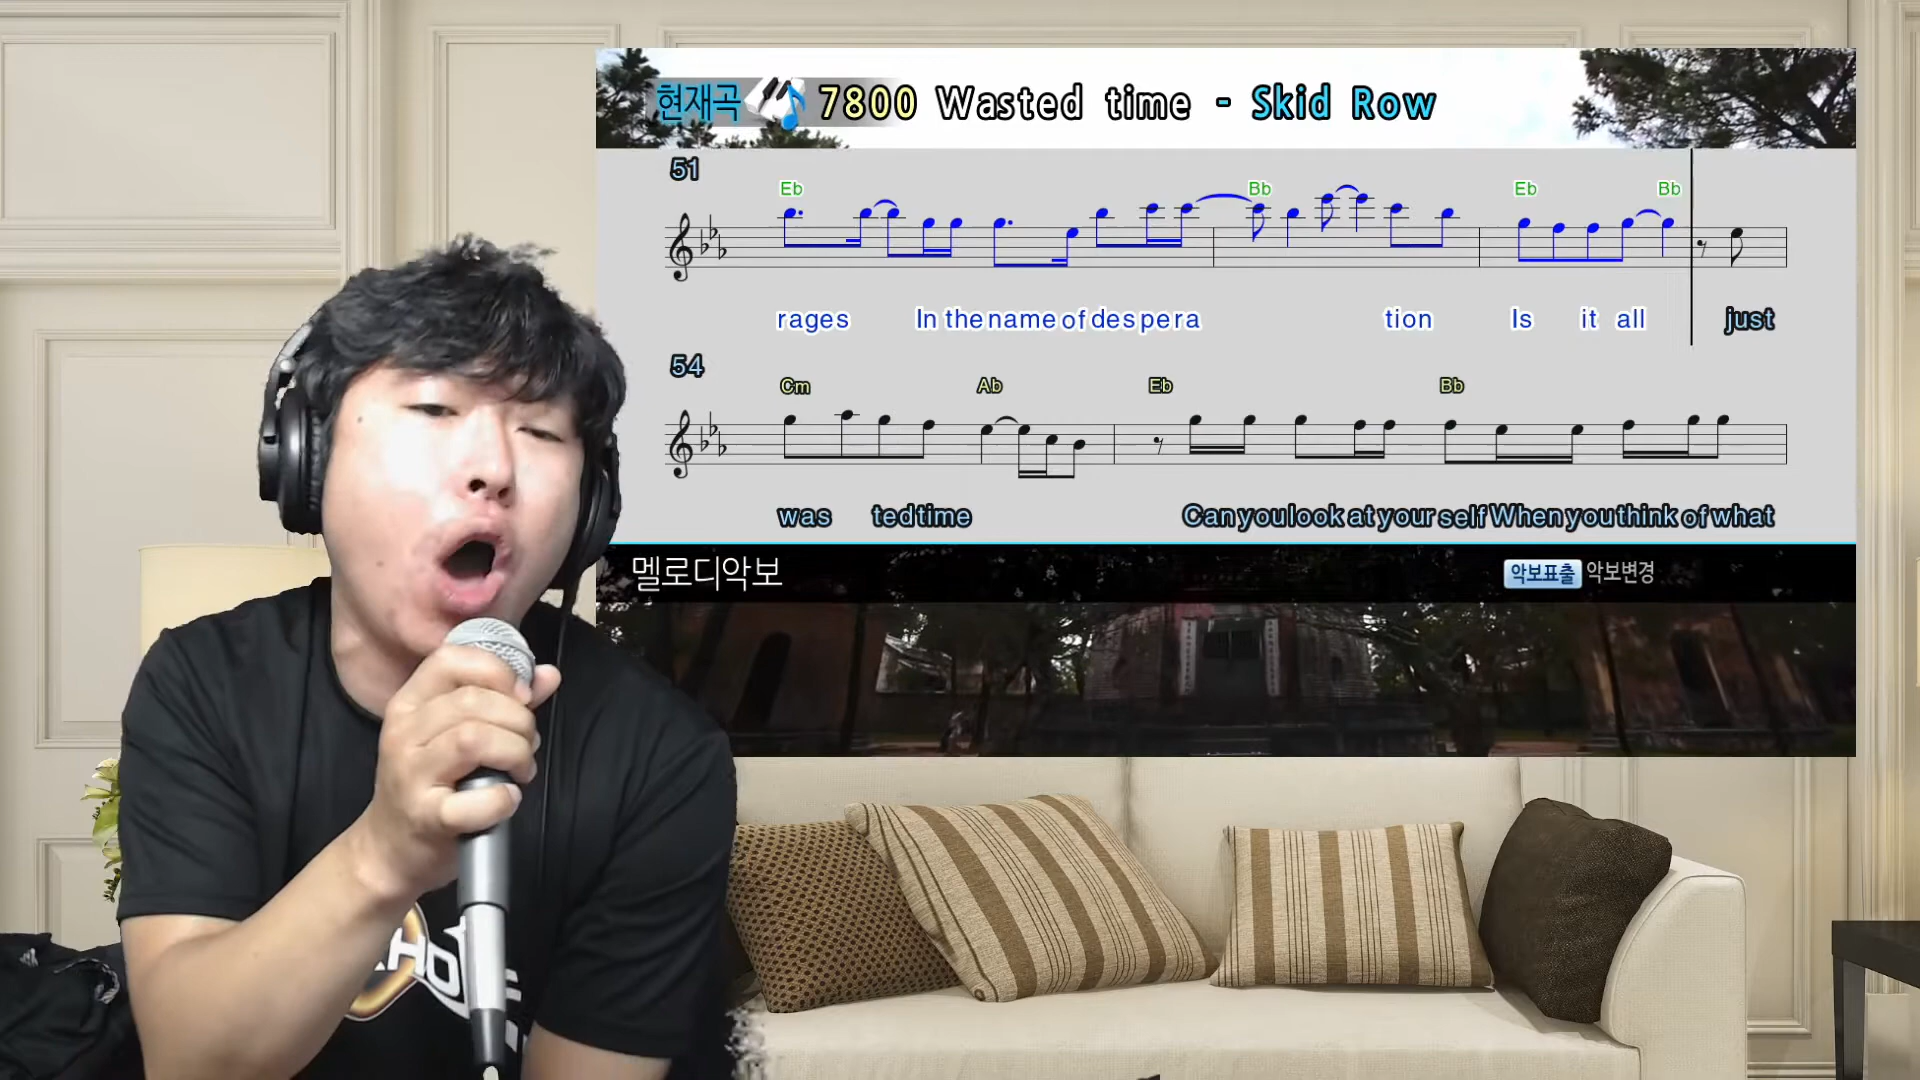 현재곡 7800 Wasted time - Skid Row
51
Eb Bb Eb Bb
rages In the name of despera tion Is it all just
54
Cm Ab Eb Bb
was ted time Can you look at your self When you think of what
멜로디악보 악보표출 악보변경